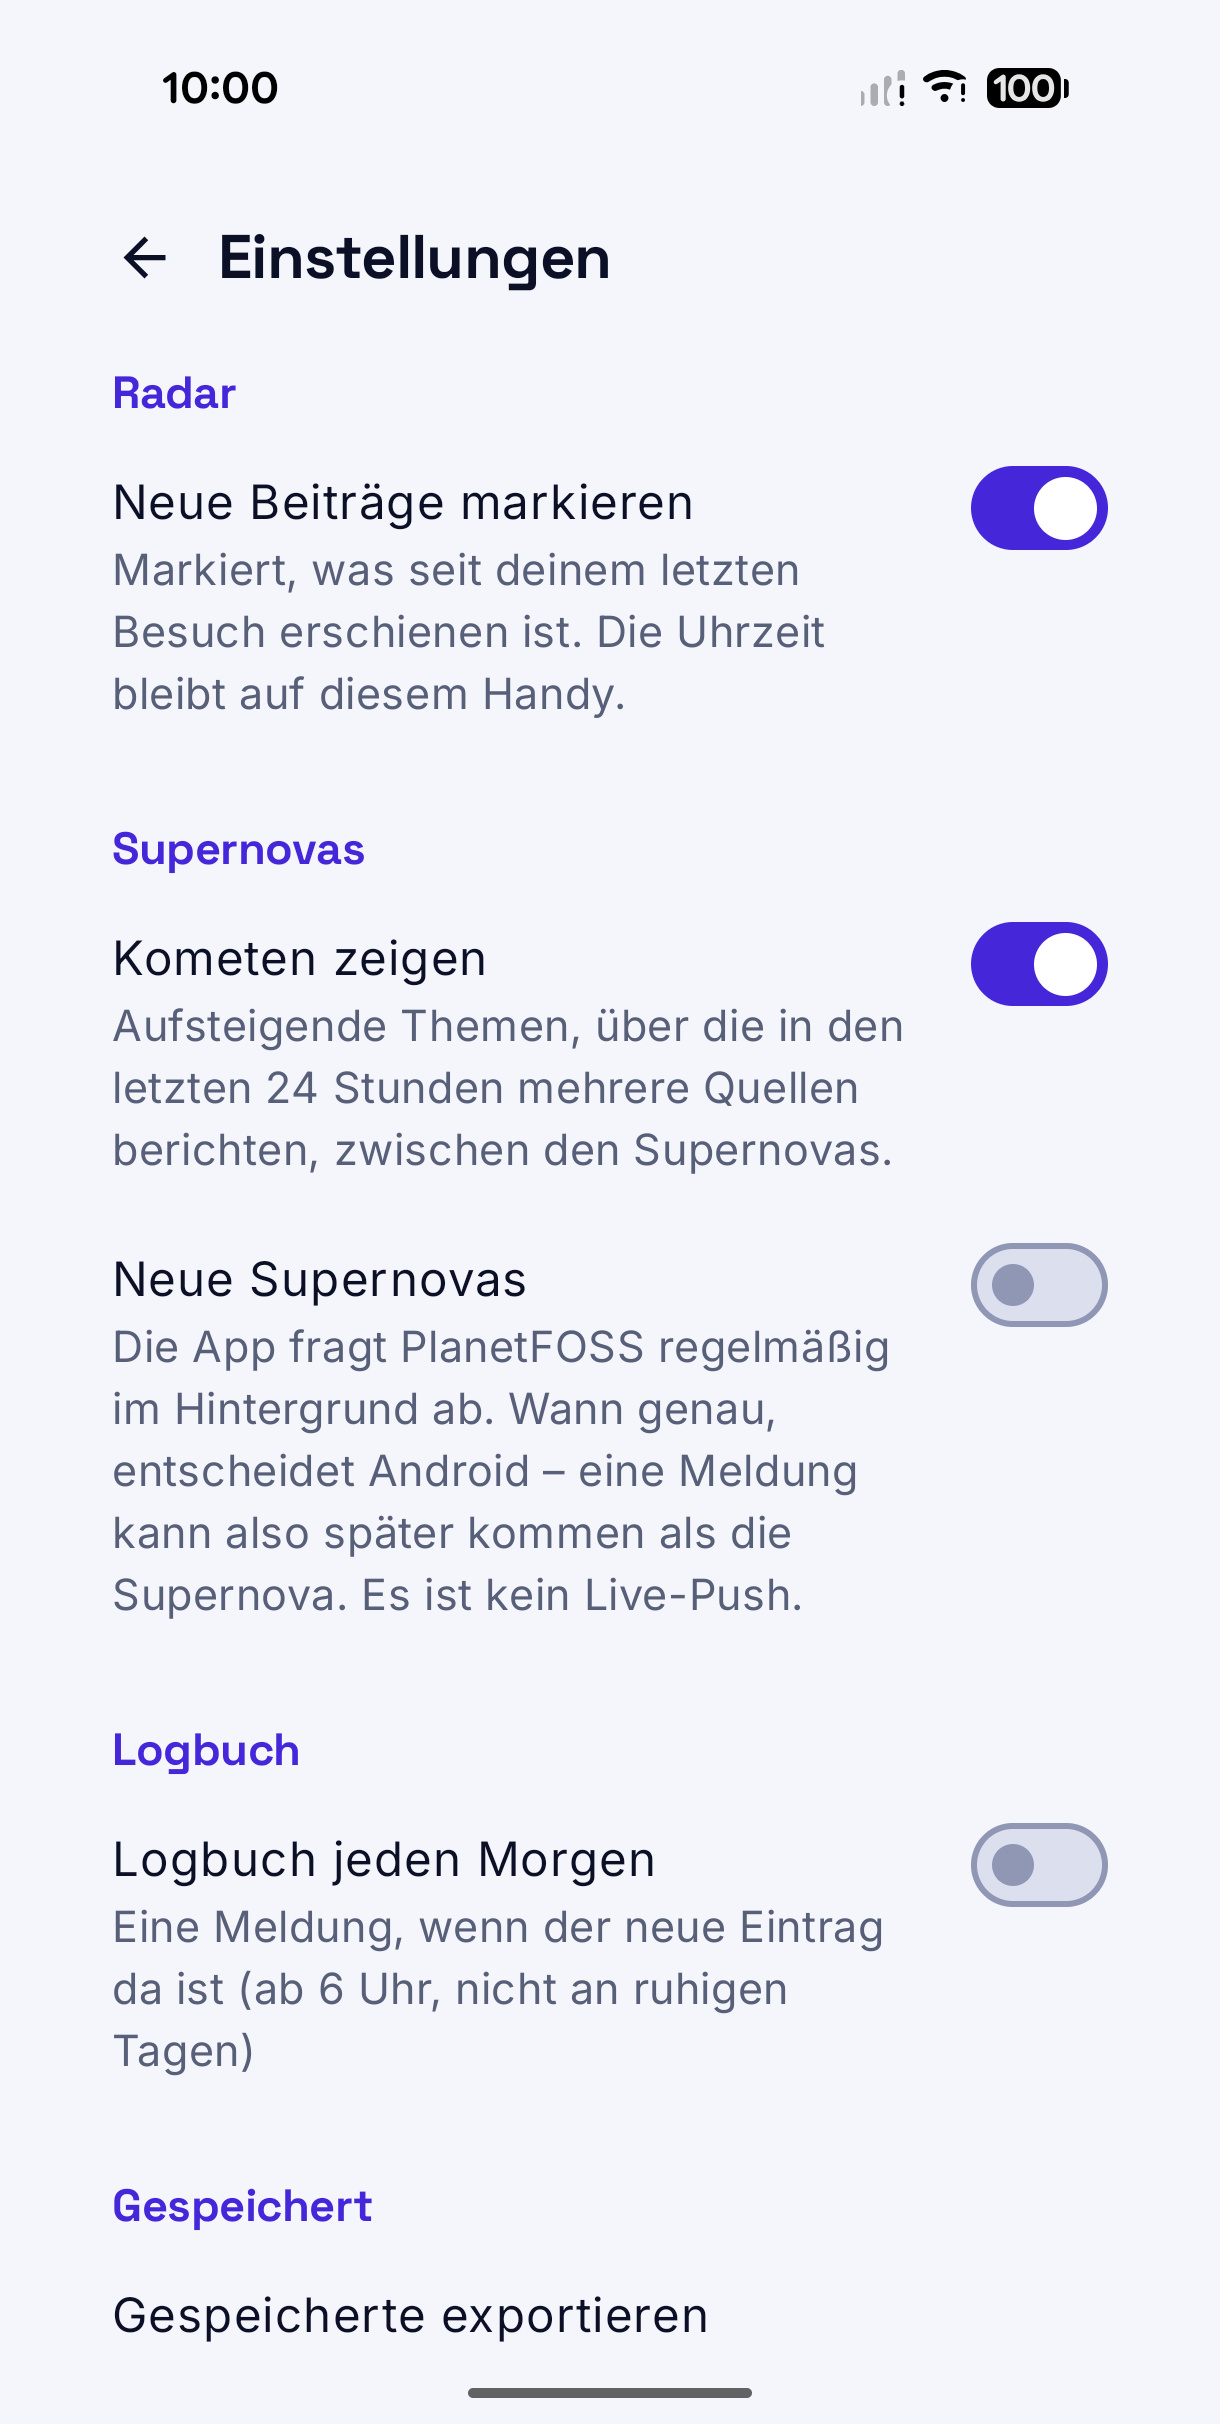 10:00
100
Einstellungen
Radar
Neue Beiträge markieren
Markiert, was seit deinem letzten
Besuch erschienen ist. Die Uhrzeit
bleibt auf diesem Handy.
Supernovas
Kometen zeigen
Aufsteigende Themen, über die in den
letzten 24 Stunden mehrere Quellen
berichten, zwischen den Supernovas.
Neue Supernovas
Die App fragt PlanetFOSS regelmäßig
im Hintergrund ab. Wann genau,
entscheidet Android – eine Meldung
kann also später kommen als die
Supernova. Es ist kein Live-Push.
Logbuch
Logbuch jeden Morgen
Eine Meldung, wenn der neue Eintrag
da ist (ab 6 Uhr, nicht an ruhigen
Tagen)
Gespeichert
Gespeicherte exportieren